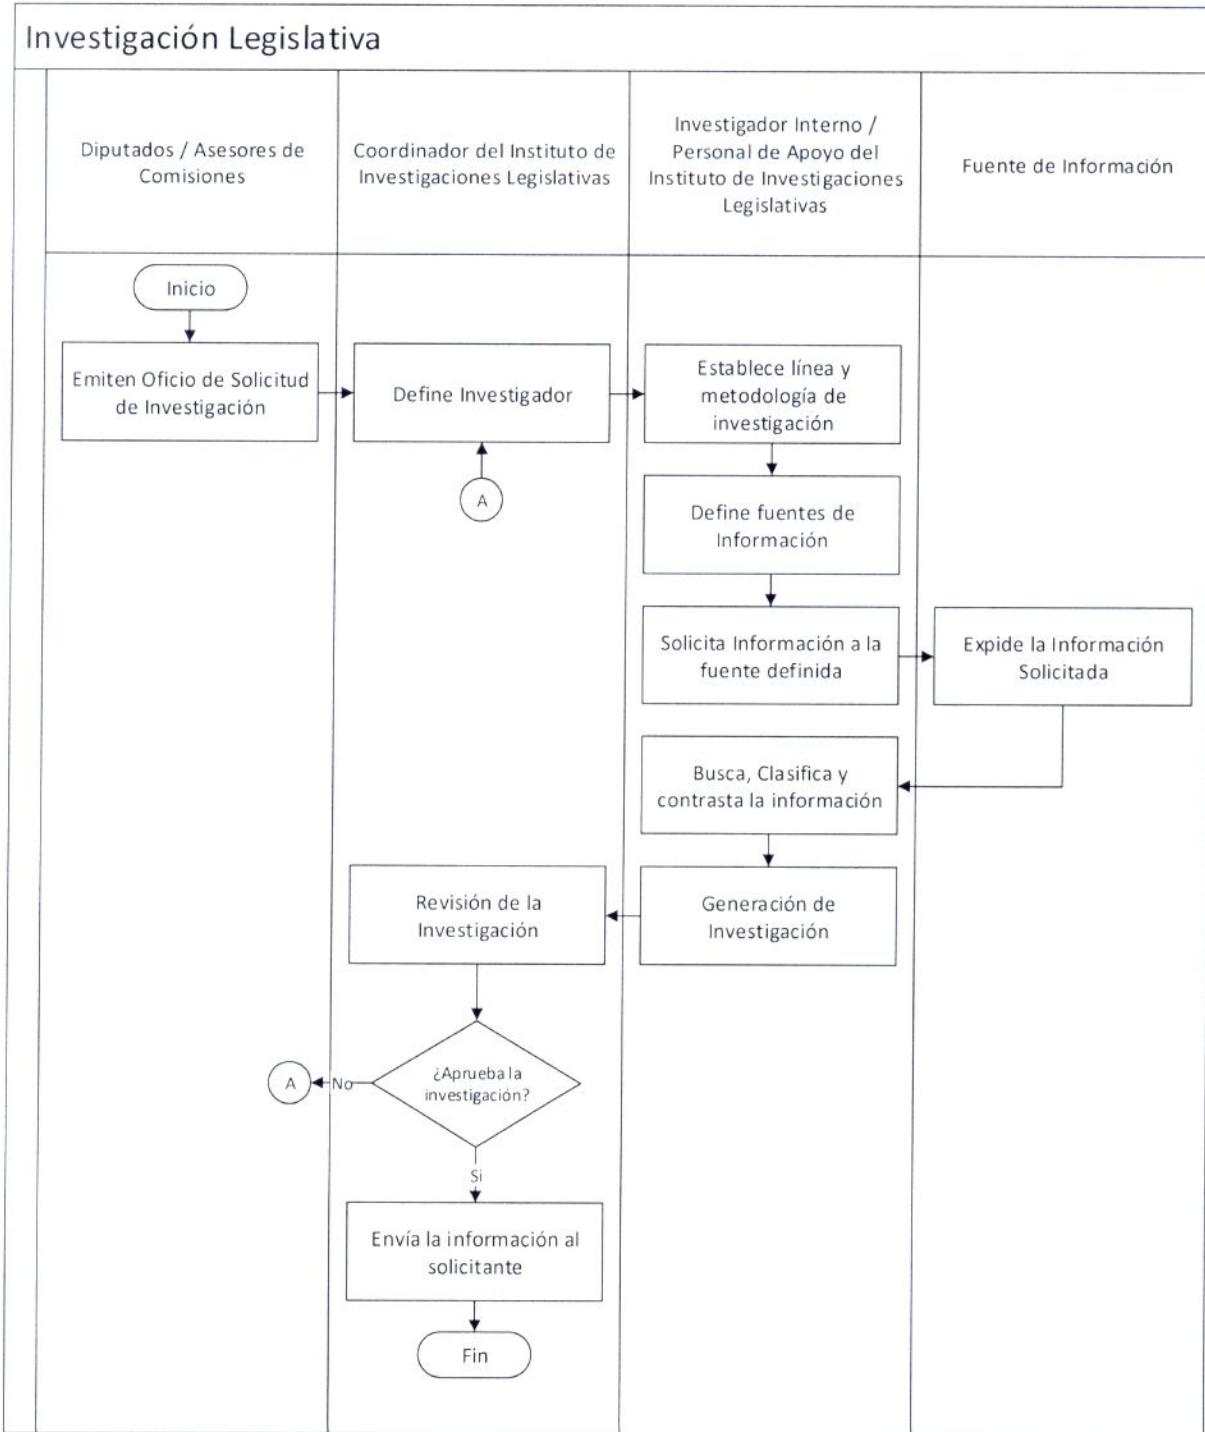 Investigación Legislativa
Diputados / Asesores de
Comisiones
Coordinador del Instituto de
Investigaciones Legislativas
Investigador Interno /
Personal de Apoyo del
Instituto de Investigaciones
Legislativas
Fuente de Información
Inicio
Emiten Oficio de Solicitud
de Investigación
Define Investigador
Establece línea y
metodología de
investigación
A
Define fuentes de
Información
Solicita Información a la
fuente definida
Expide la Información
Solicitada
Busca, Clasifica y
contrasta la información
Revisión de la
Investigación
Generación de
Investigación
¿Aprueba la
investigación?
A
No
Si
Envía la información al
solicitante
Fin